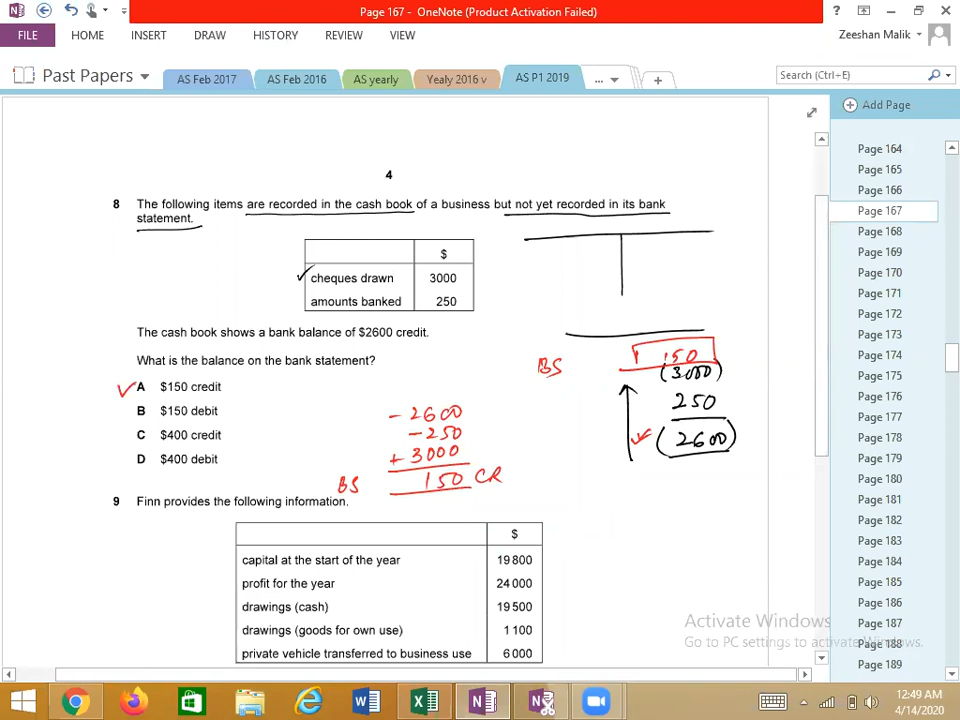 Page 167 - OneNote (Product Activation Failed)
FILE HOME INSERT DRAW HISTORY REVIEW VIEW
Zeeshan Malik
Past Papers
AS Feb 2017
AS Feb 2016
AS yearly
Yealy 2016 v
AS P1 2019
...
Search (Ctrl+E)
Add Page
Page 164
Page 165
Page 166
Page 167
Page 168
Page 169
Page 170
Page 171
Page 172
Page 173
Page 174
Page 175
Page 176
Page 177
Page 178
Page 179
Page 180
Page 181
Page 182
Page 183
Page 184
Page 185
Page 186
Page 187
Page 188
Page 189
4
8 The following items are recorded in the cash book of a business but not yet recorded in its bank
statement.
$
cheques drawn 3000
amounts banked 250
The cash book shows a bank balance of $2600 credit.
What is the balance on the bank statement?
A $150 credit
B $150 debit
C $400 credit
D $400 debit
BS 150
(3000)
250
(2600)
- 2600
- 250
+ 3000
BS 150 CR
9 Finn provides the following information.
$
capital at the start of the year 19 800
profit for the year 24 000
drawings (cash) 19 500
drawings (goods for own use) 1 100
private vehicle transferred to business use 6 000
Activate Windows
Go to PC settings to activate Windows.
12:49 AM
4/14/2020